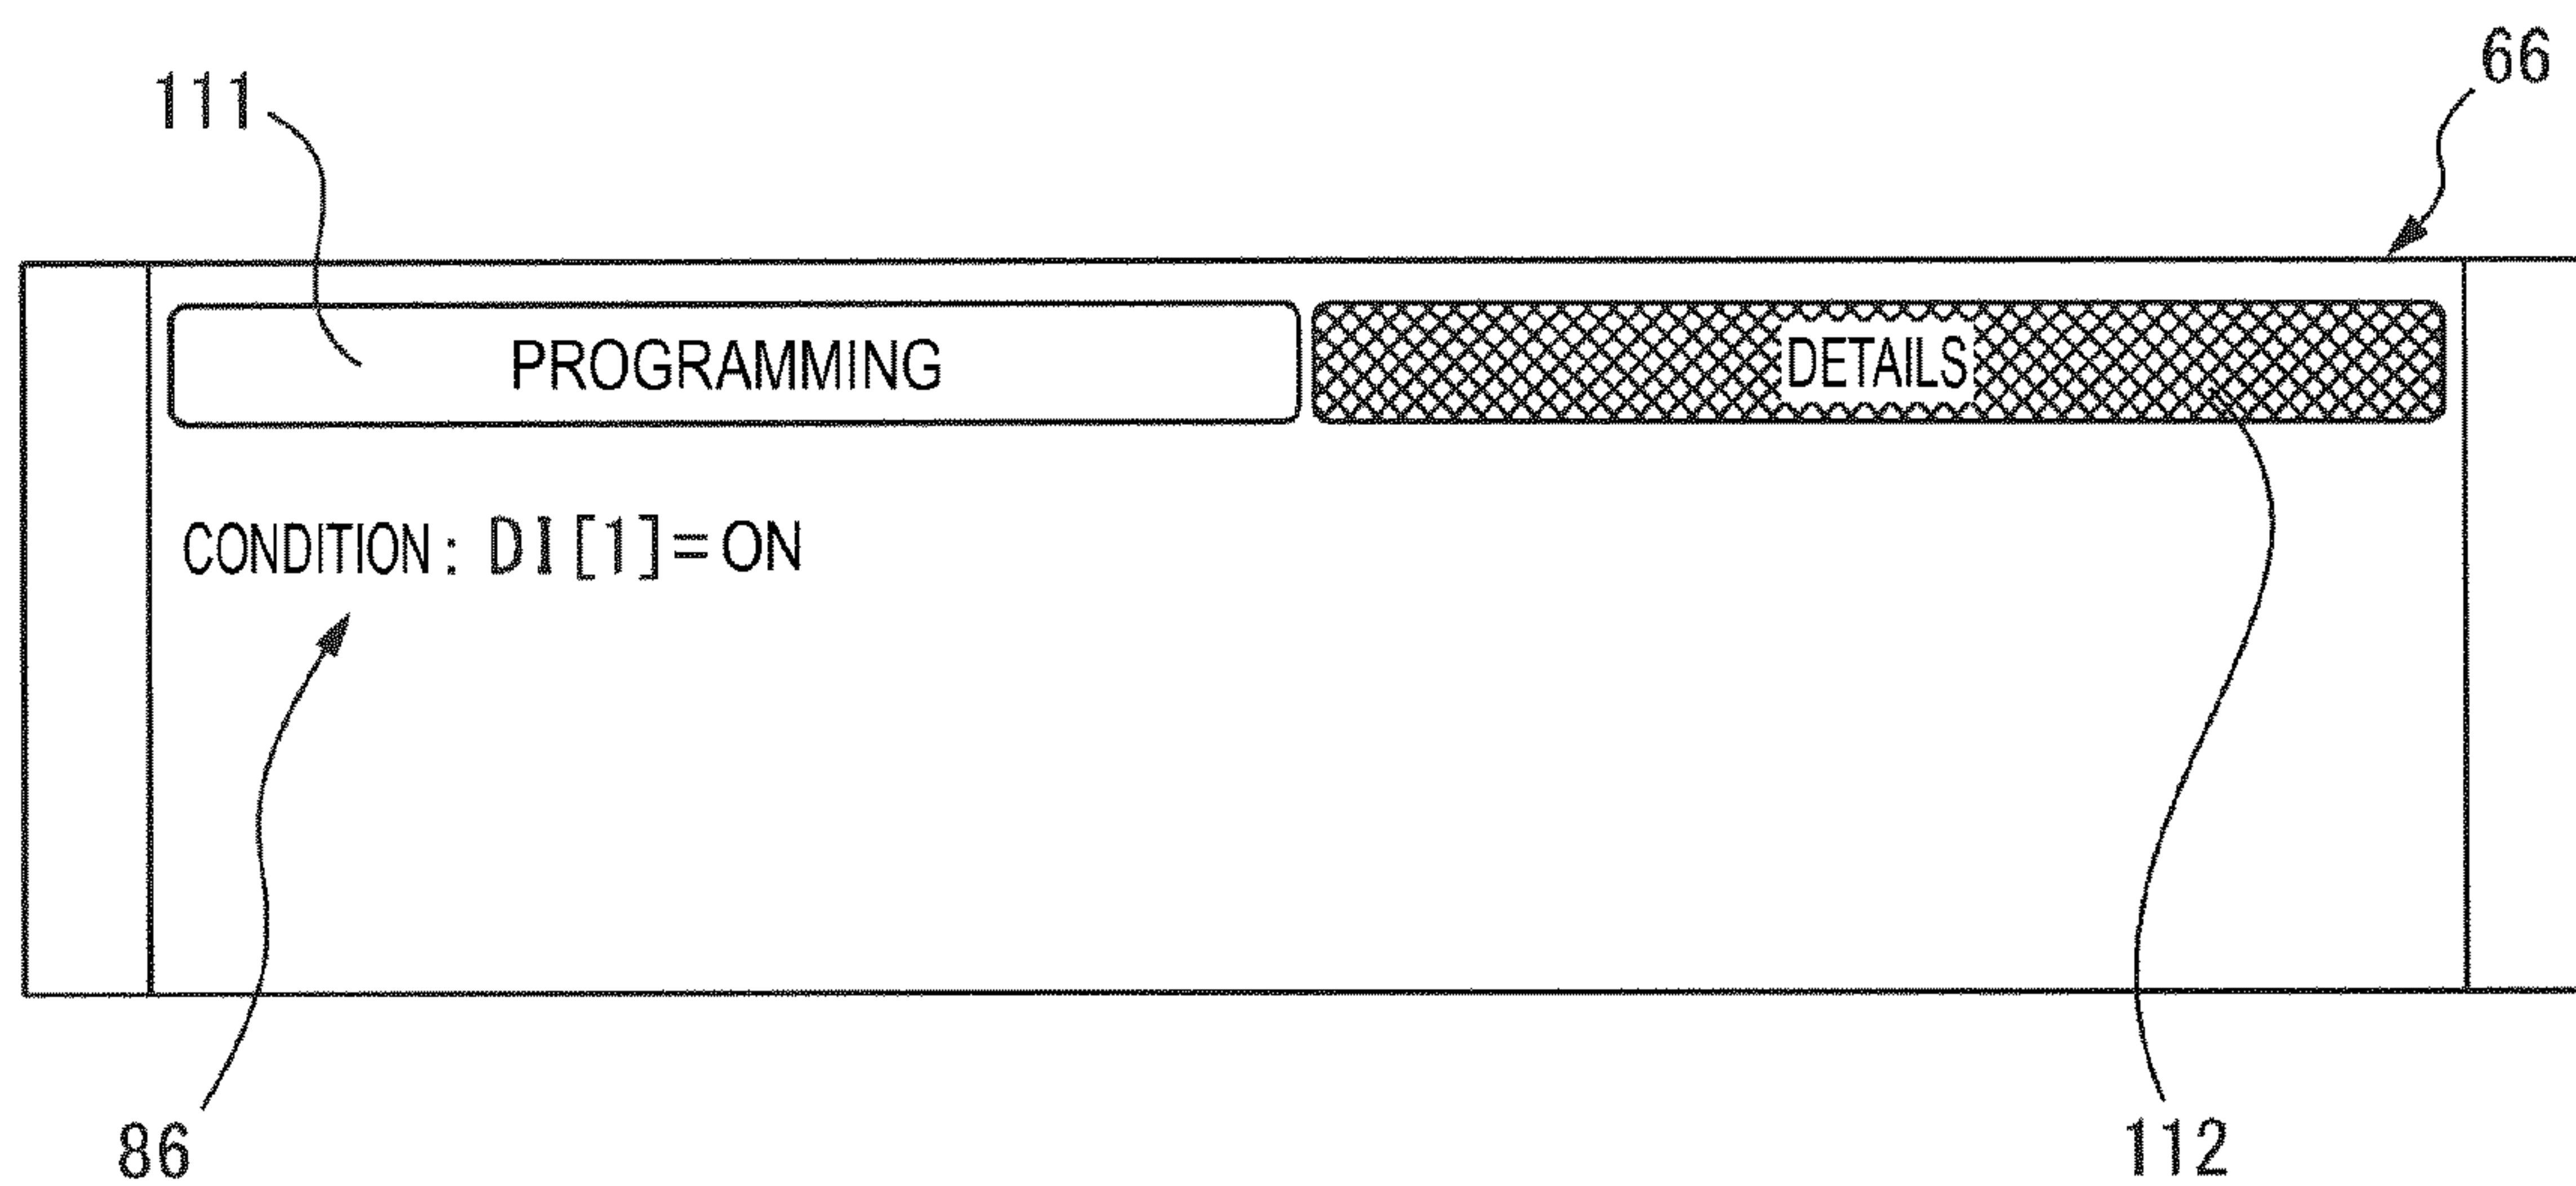 66
111
PROGRAMMING
DETAILS
CONDITION: DI[1]=ON
86
112